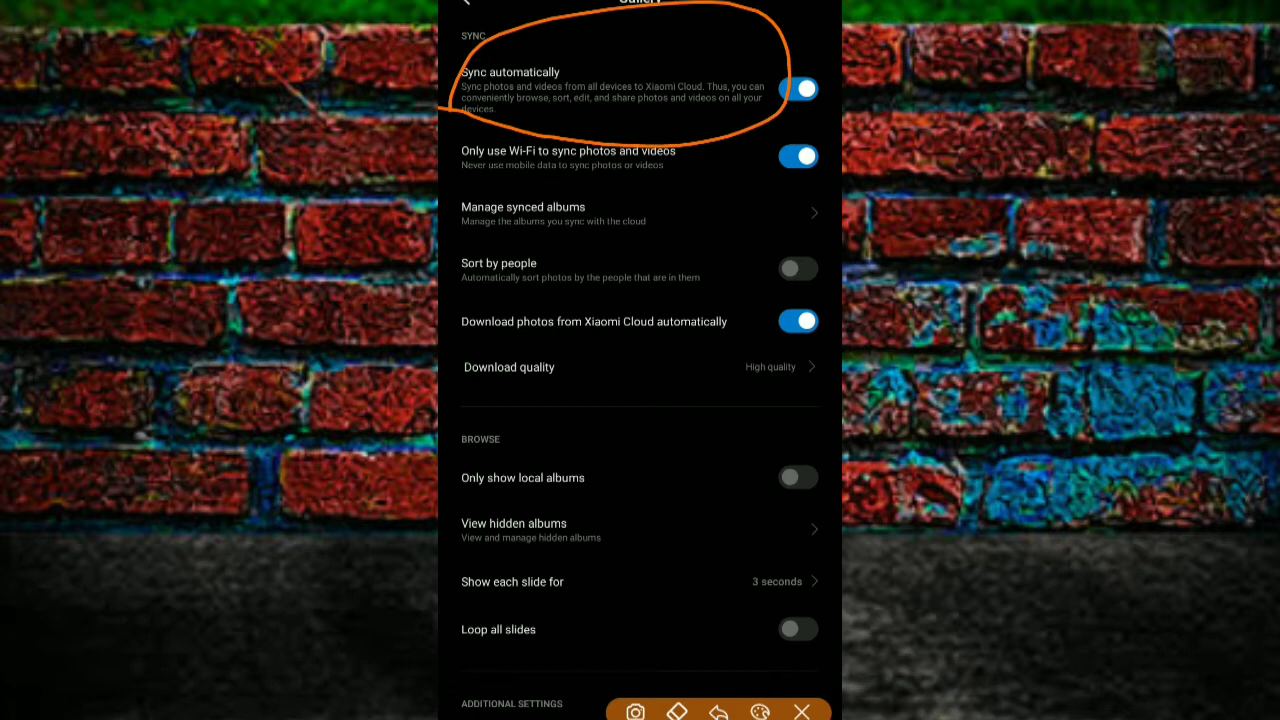 Gallery
SYNC
Sync automatically
Sync photos and videos from all devices to Xiaomi Cloud. Thus, you can
conveniently browse, sort, edit, and share photos and videos on all your
devices.
Only use Wi-Fi to sync photos and videos
Never use mobile data to sync photos or videos
Manage synced albums
Manage the albums you sync with the cloud
Sort by people
Automatically sort photos by the people that are in them
Download photos from Xiaomi Cloud automatically
Download quality High quality
BROWSE
Only show local albums
View hidden albums
View and manage hidden albums
Show each slide for 3 seconds
Loop all slides
ADDITIONAL SETTINGS